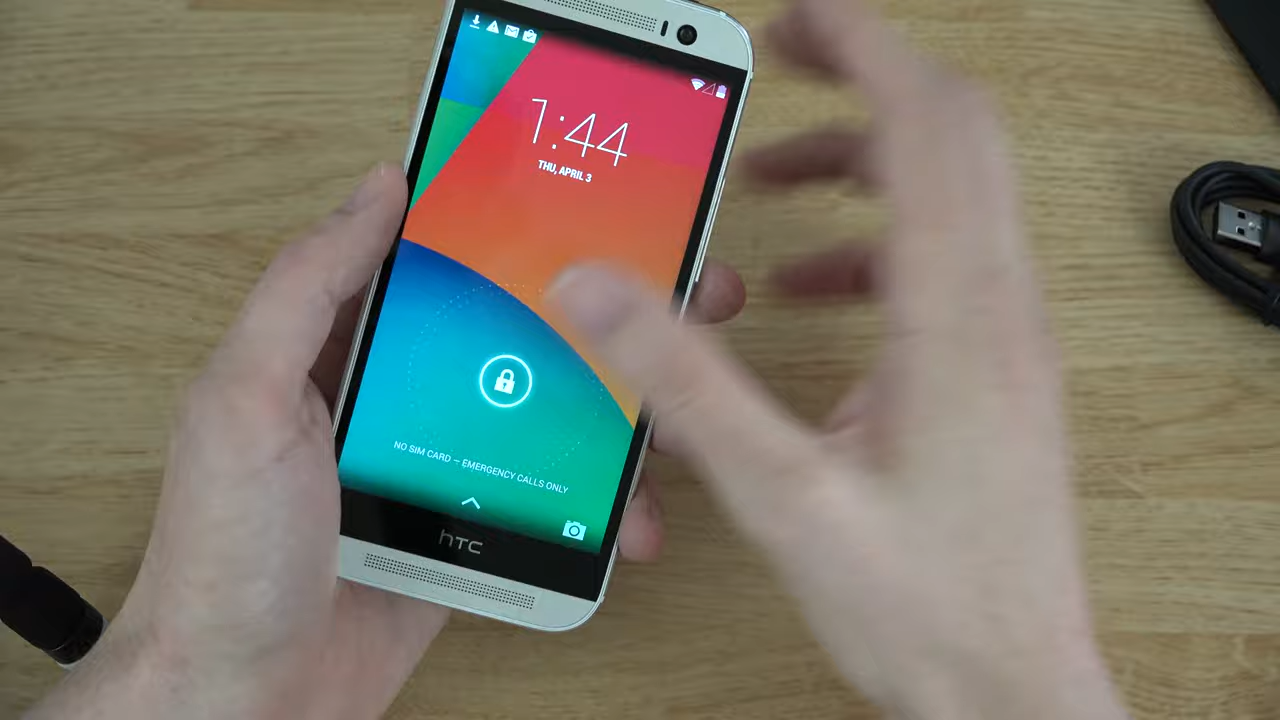 1:44
THU, APRIL 3
NO SIM CARD — EMERGENCY CALLS ONLY
hTC